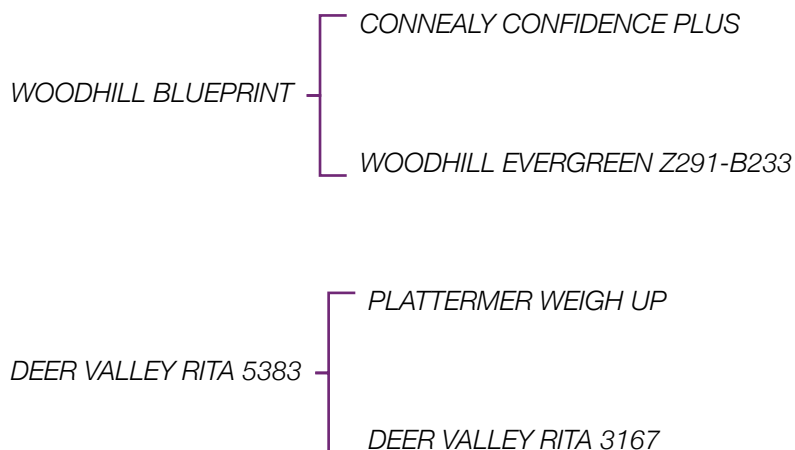 CONNEALY CONFIDENCE PLUS
WOODHILL BLUEPRINT
WOODHILL EVERGREEN Z291-B233
PLATTERMER WEIGH UP
DEER VALLEY RITA 5383
DEER VALLEY RITA 3167